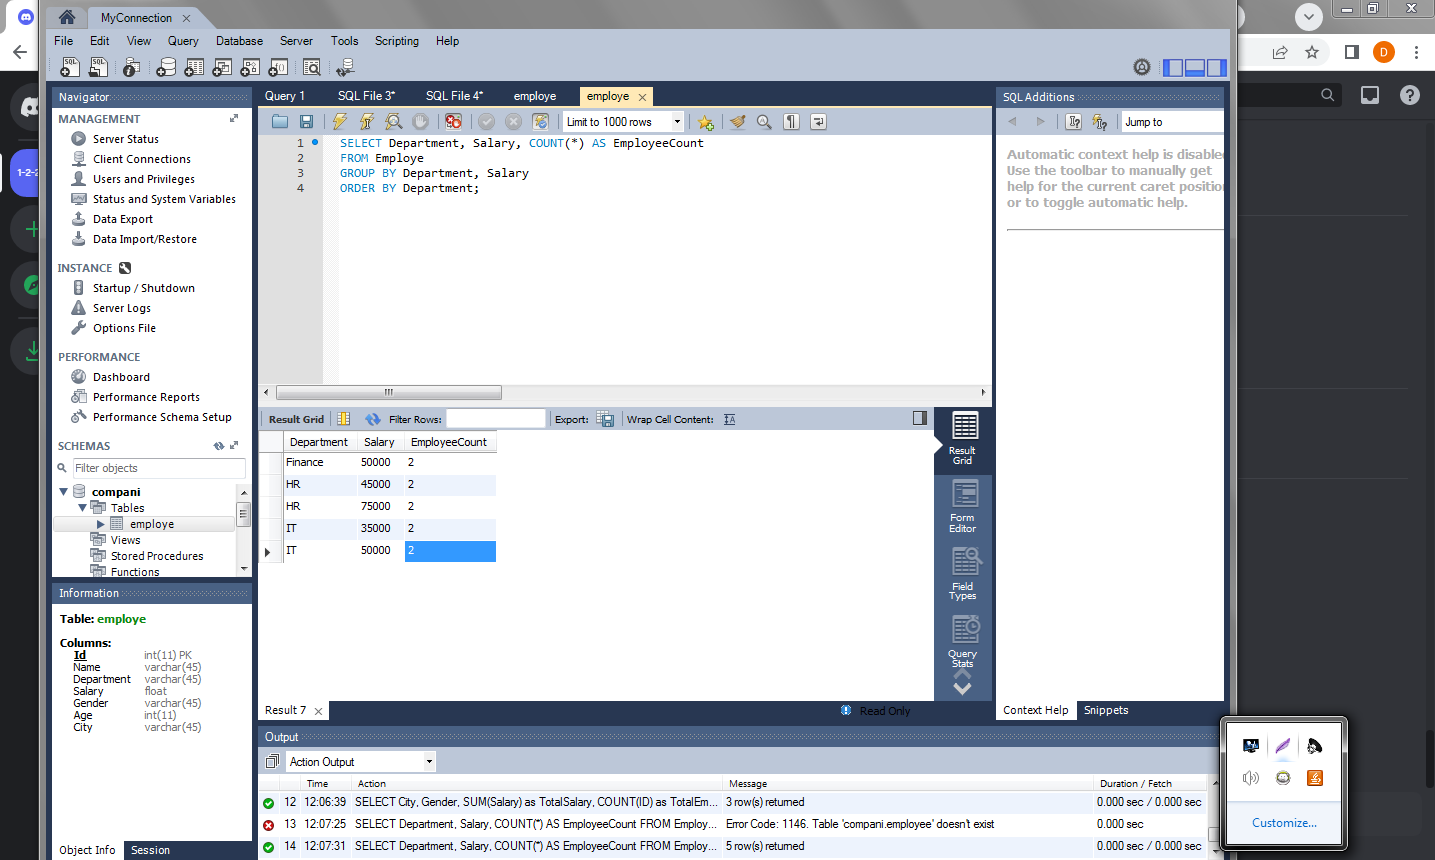 MyConnection
File Edit View Query Database Server Tools Scripting Help
Navigator
MANAGEMENT
Server Status
Client Connections
Users and Privileges
Status and System Variables
Data Export
Data Import/Restore
INSTANCE
Startup / Shutdown
Server Logs
Options File
PERFORMANCE
Dashboard
Performance Reports
Performance Schema Setup
SCHEMAS
Filter objects
compani
Tables
employe
Views
Stored Procedures
Functions
Information
Table: employe
Columns:
Id int(11) PK
Name varchar(45)
Department varchar(45)
Salary float
Gender varchar(45)
Age int(11)
City varchar(45)
Object Info Session
Query 1 SQL File 3* SQL File 4* employe employe
Limit to 1000 rows
1 SELECT Department, Salary, COUNT(*) AS EmployeeCount
2 FROM Employe
3 GROUP BY Department, Salary
4 ORDER BY Department;
Result Grid Filter Rows: Export: Wrap Cell Content:
Department Salary EmployeeCount
Finance 50000 2
HR 45000 2
HR 75000 2
IT 35000 2
IT 50000 2
Result
Grid
Form
Editor
Field
Types
Query
Stats
Result 7 Read Only
SQL Additions
Jump to
Automatic context help is disabled
Use the toolbar to manually get
help for the current caret position
or to toggle automatic help.
Context Help Snippets
Output
Action Output
Time Action Message Duration / Fetch
12 12:06:39 SELECT City, Gender, SUM(Salary) as TotalSalary, COUNT(ID) as TotalEm... 3 row(s) returned 0.000 sec / 0.000 sec
13 12:07:25 SELECT Department, Salary, COUNT(*) AS EmployeeCount FROM Employ... Error Code: 1146. Table 'compani.employee' doesn't exist 0.000 sec
14 12:07:31 SELECT Department, Salary, COUNT(*) AS EmployeeCount FROM Employ... 5 row(s) returned 0.000 sec / 0.000 sec
D
1-2-2
Customize...